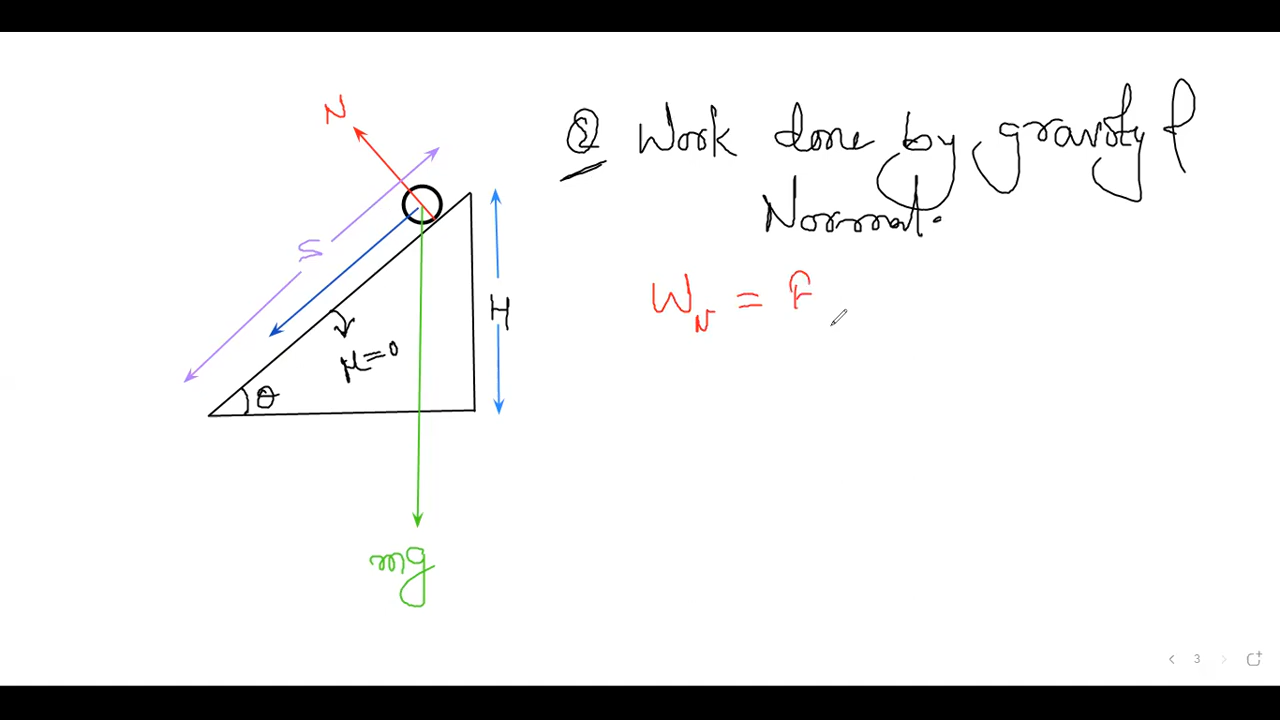 N
Q Work done by gravity &
Normal.
S
W_N = F
H
μ=0
θ
mg
3